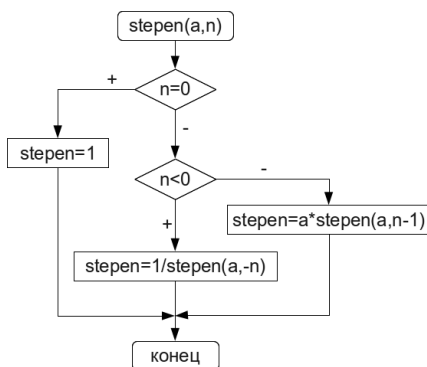 stepen(a,n)
+
n=0
-
stepen=1
n<0
-
+
stepen=a*stepen(a,n-1)
stepen=1/stepen(a,-n)
конец